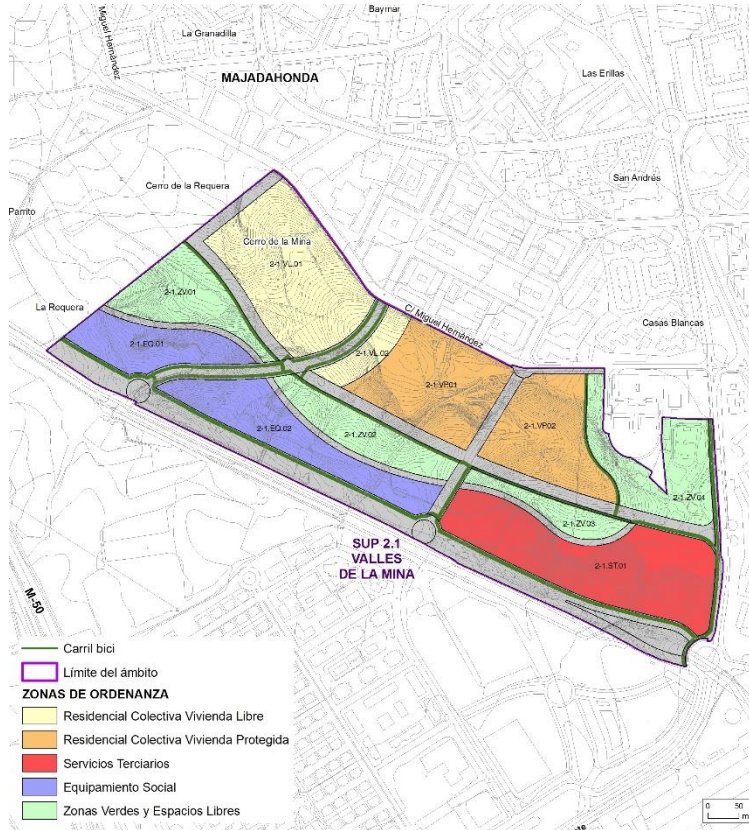 Baymar
Miguel Hernández
La Granadilla
MAJADAHONDA
Las Erillas
San Andrés
Cerro de la Requera
Parrito
Cerro de la Mina
2-1.VL.01
2-1.ZV.01
La Requera
C/ Miguel Hernández
Casas Blancas
2-1.EQ.01
2-1.VL.02
2-1.VP.01
2-1.VP.02
2-1.EQ.02
2-1.ZV.02
2-1.ZV.04
2-1.ZV.03
SUP 2.1
VALLES
DE LA MINA
2-1.ST.01
M-50
Carril bici
Límite del ámbito
ZONAS DE ORDENANZA
Residencial Colectiva Vivienda Libre
Residencial Colectiva Vivienda Protegida
Servicios Terciarios
Equipamiento Social
Zonas Verdes y Espacios Libres
0 50
m